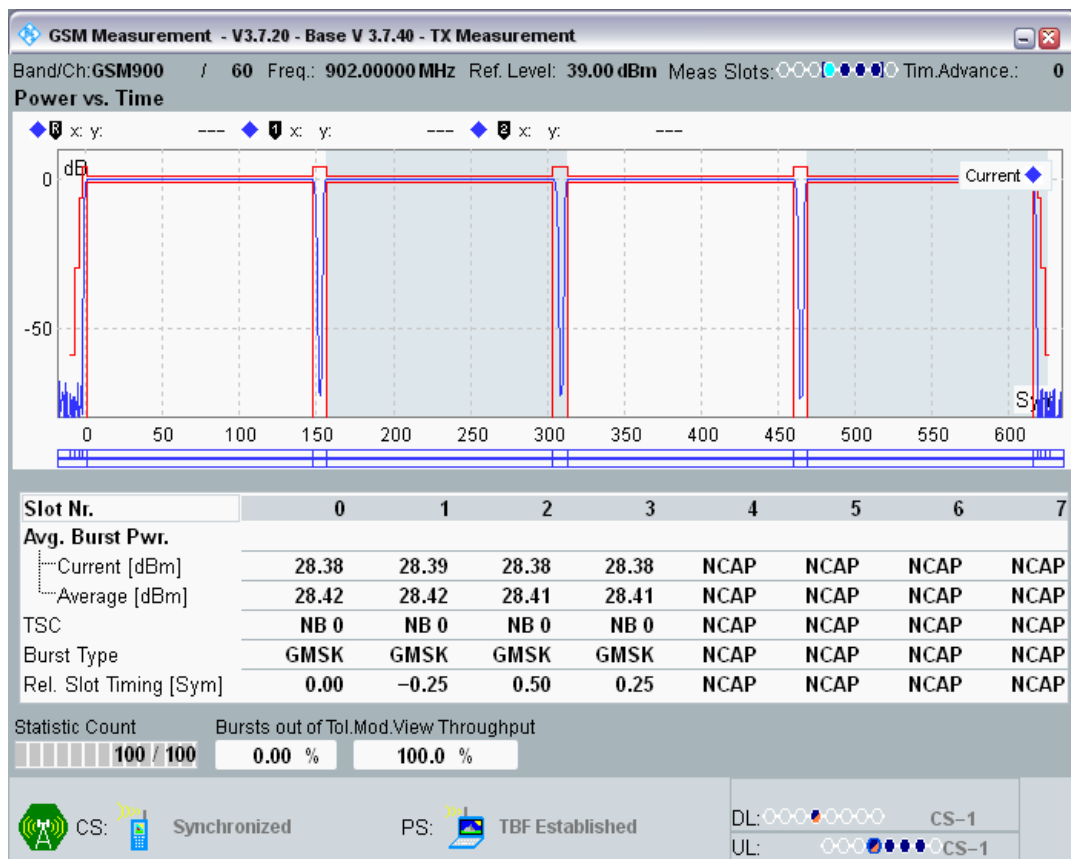 GSM Measurement - V3.7.20 - Base V 3.7.40 - TX Measurement
Band/Ch:GSM900 / 60 Freq.: 902.00000 MHz Ref. Level: 39.00 dBm Meas Slots: Tim.Advance.: 0
Power vs. Time
R x: y: --- 1 x: y: --- 2 x: y: ---
dB
Current
0
-50
0 50 100 150 200 250 300 350 400 450 500 550 600
Slot Nr. 0 1 2 3 4 5 6 7
Avg. Burst Pwr.
Current [dBm] 28.38 28.39 28.38 28.38 NCAP NCAP NCAP NCAP
Average [dBm] 28.42 28.42 28.41 28.41 NCAP NCAP NCAP NCAP
TSC NB 0 NB 0 NB 0 NB 0 NCAP NCAP NCAP NCAP
Burst Type GMSK GMSK GMSK GMSK NCAP NCAP NCAP NCAP
Rel. Slot Timing [Sym] 0.00 −0.25 0.50 0.25 NCAP NCAP NCAP NCAP
Statistic Count Bursts out of Tol.Mod.View Throughput
100 / 100 0.00 % 100.0 %
CS: Synchronized PS: TBF Established DL: CS−1
UL: CS−1